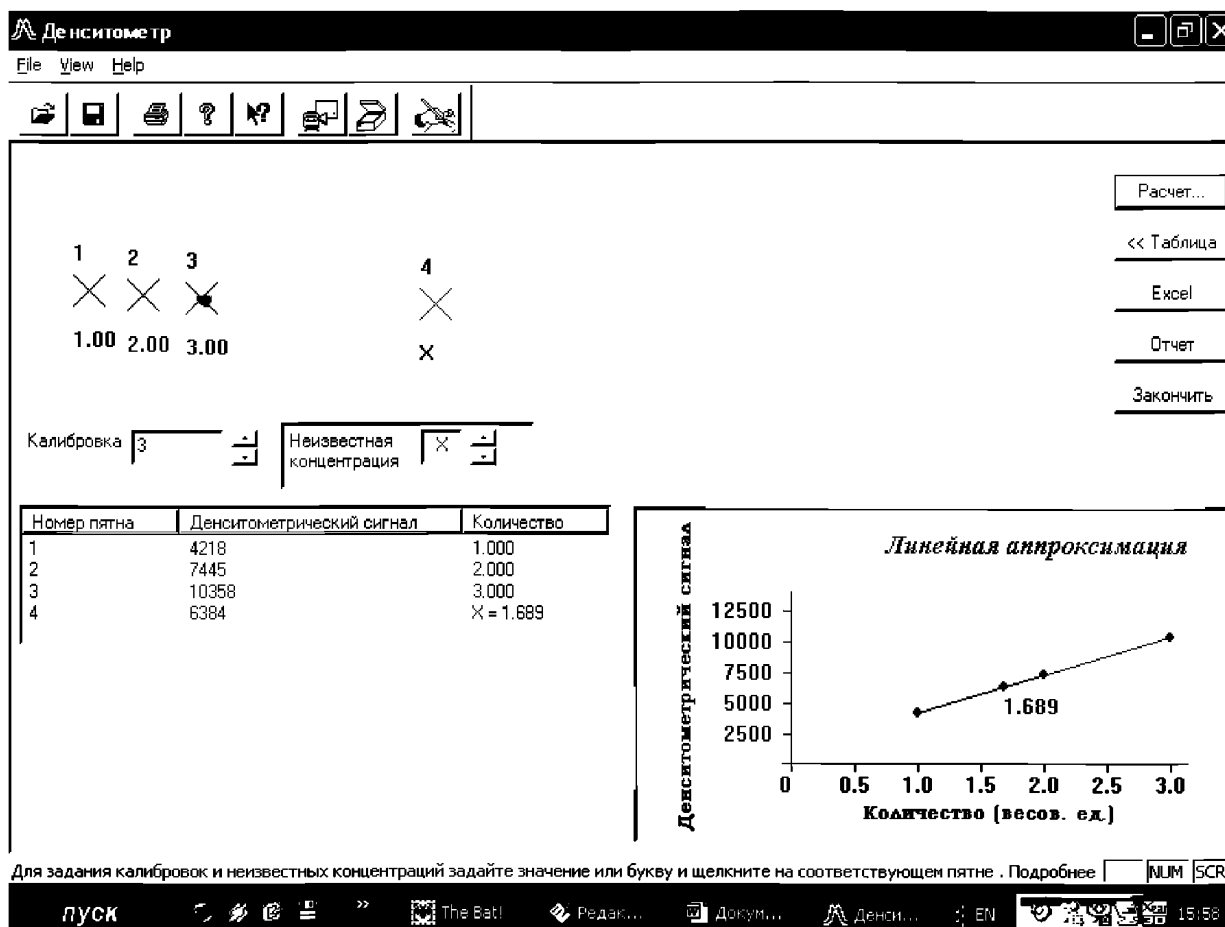 Денситометр
File View Help
Расчет...
<< Таблица
Excel
Отчет
Закончить
1 2 3 4
1.00 2.00 3.00 X
Калибровка 3 Неизвестная концентрация X
Номер пятна Денситометрический сигнал Количество
1 4218 1.000
2 7445 2.000
3 10358 3.000
4 6384 X = 1.689
Линейная аппроксимация
Денситометрический сигнал
12500
10000
7500
5000
2500
1.689
0 0.5 1.0 1.5 2.0 2.5 3.0
Количество (весов. ед.)
Для задания калибровок и неизвестных концентраций задайте значение или букву и щелкните на соответствующем пятне . Подробнее NUM SCR
пуск » The Bat! Редак... Докум... Денси... EN 15:58